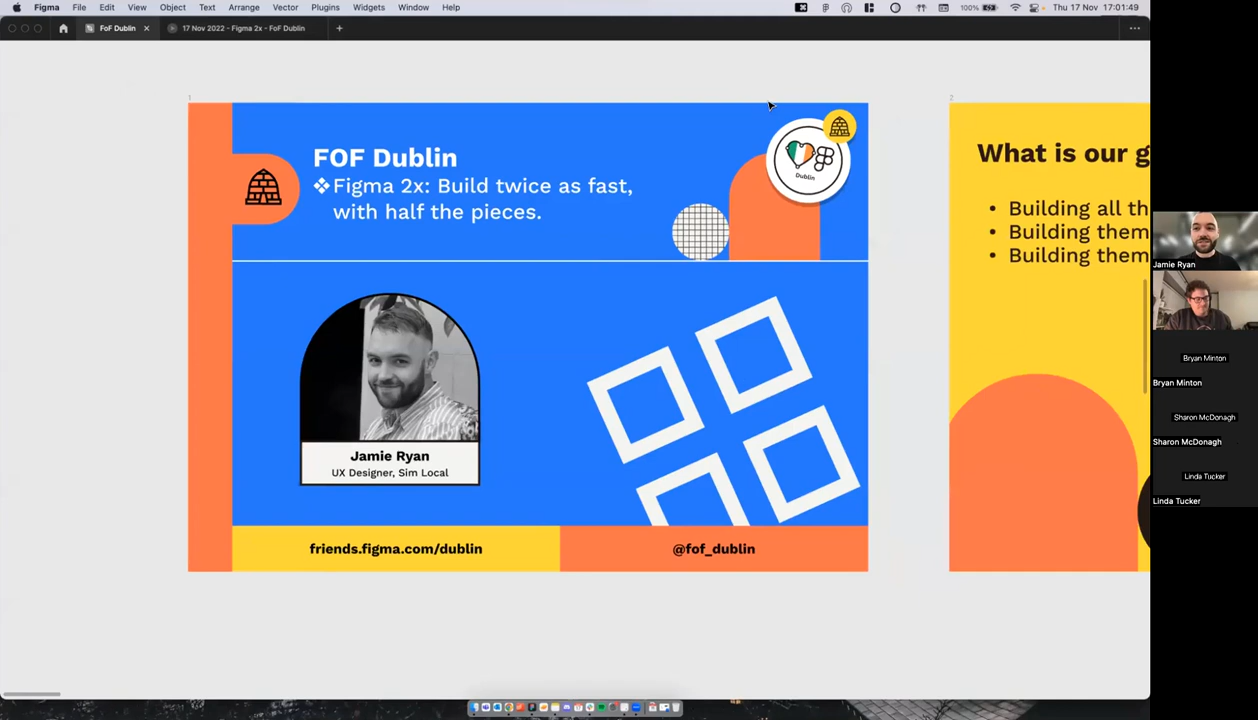 Figma File Edit View Object Text Arrange Vector Plugins Widgets Window Help
100% Thu 17 Nov 17:01:49
FoF Dublin
17 Nov 2022 - Figma 2x - FoF Dublin
1
2
FOF Dublin
❖Figma 2x: Build twice as fast,
with half the pieces.
Dublin
Jamie Ryan
UX Designer, Sim Local
friends.figma.com/dublin
@fof_dublin
What is our g
• Building all th
• Building them
• Building them
Jamie Ryan
Bryan Minton
Bryan Minton
Sharon McDonagh
Sharon McDonagh
Linda Tucker
Linda Tucker